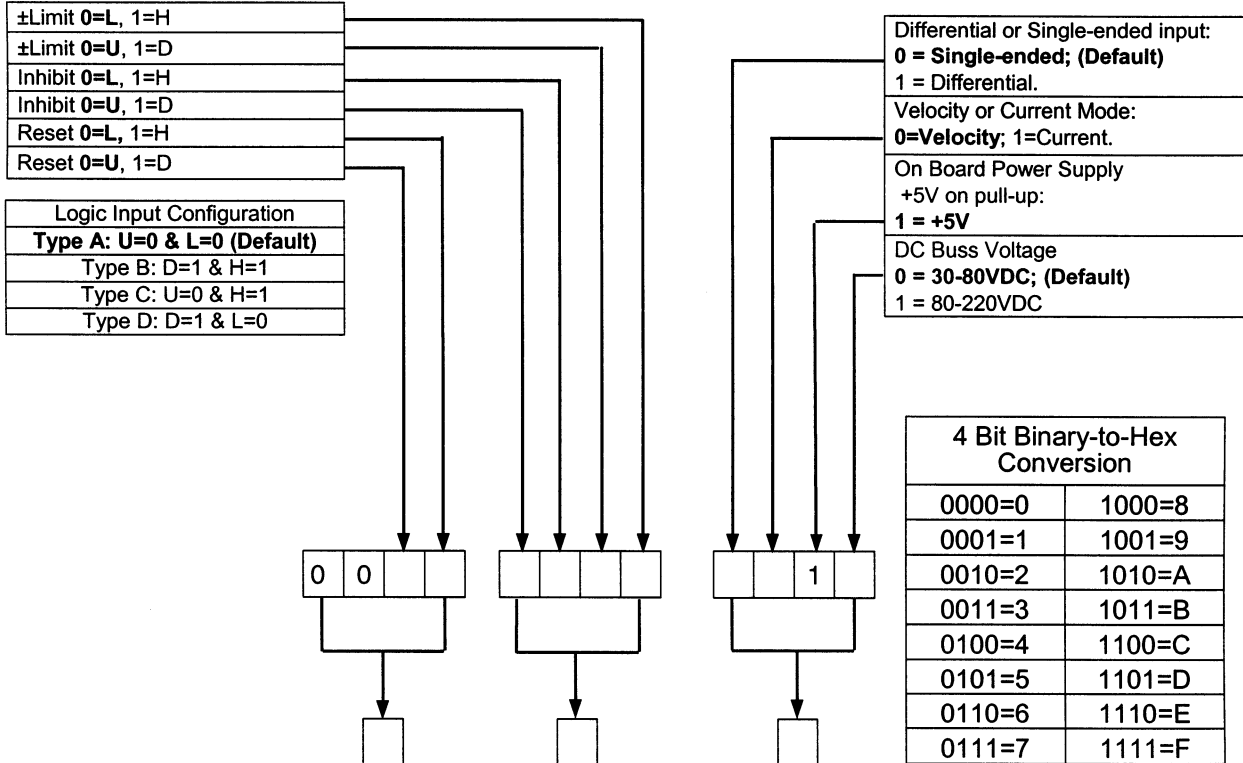 ±Limit 0=L, 1=H
±Limit 0=U, 1=D
Inhibit 0=L, 1=H
Inhibit 0=U, 1=D
Reset 0=L, 1=H
Reset 0=U, 1=D
Logic Input Configuration
Type A: U=0 & L=0 (Default)
Type B: D=1 & H=1
Type C: U=0 & H=1
Type D: D=1 & L=0
Differential or Single-ended input:
0 = Single-ended; (Default)
1 = Differential.
Velocity or Current Mode:
0=Velocity; 1=Current.
On Board Power Supply
+5V on pull-up:
1 = +5V
DC Buss Voltage
0 = 30-80VDC; (Default)
1 = 80-220VDC
0 0
1
4 Bit Binary-to-Hex
Conversion
0000=0 1000=8
0001=1 1001=9
0010=2 1010=A
0011=3 1011=B
0100=4 1100=C
0101=5 1101=D
0110=6 1110=E
0111=7 1111=F